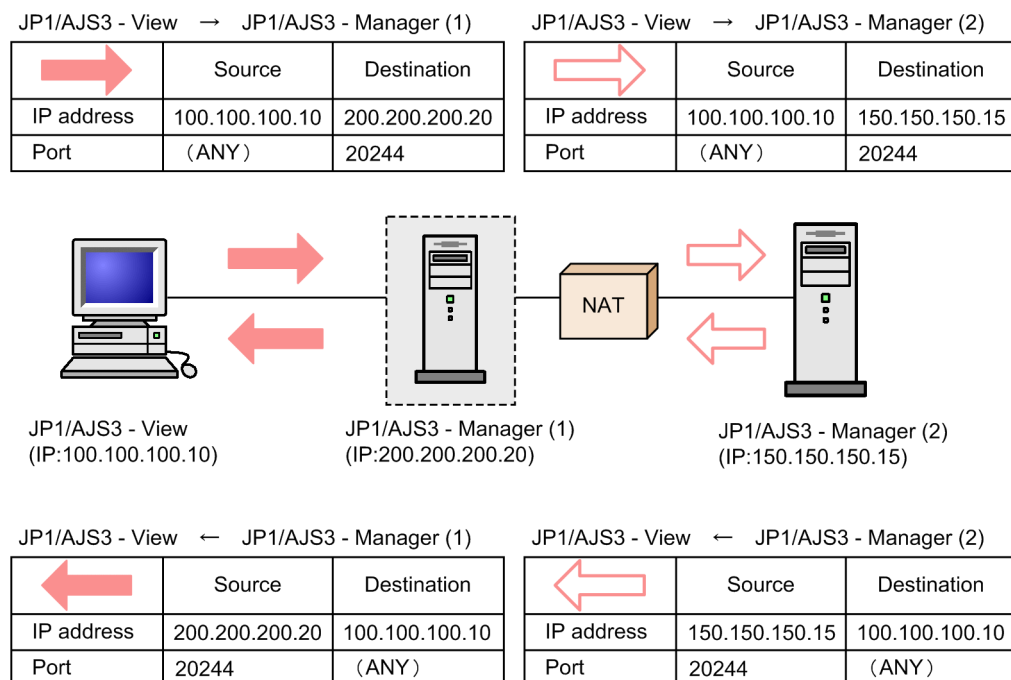 JP1/AJS3 - View → JP1/AJS3 - Manager (1)
Source Destination
IP address 100.100.100.10 200.200.200.20
Port （ANY） 20244
JP1/AJS3 - View → JP1/AJS3 - Manager (2)
Source Destination
IP address 100.100.100.10 150.150.150.15
Port （ANY） 20244
NAT
JP1/AJS3 - View
(IP:100.100.100.10)
JP1/AJS3 - Manager (1)
(IP:200.200.200.20)
JP1/AJS3 - Manager (2)
(IP:150.150.150.15)
JP1/AJS3 - View ← JP1/AJS3 - Manager (1)
Source Destination
IP address 200.200.200.20 100.100.100.10
Port 20244 （ANY）
JP1/AJS3 - View ← JP1/AJS3 - Manager (2)
Source Destination
IP address 150.150.150.15 100.100.100.10
Port 20244 （ANY）